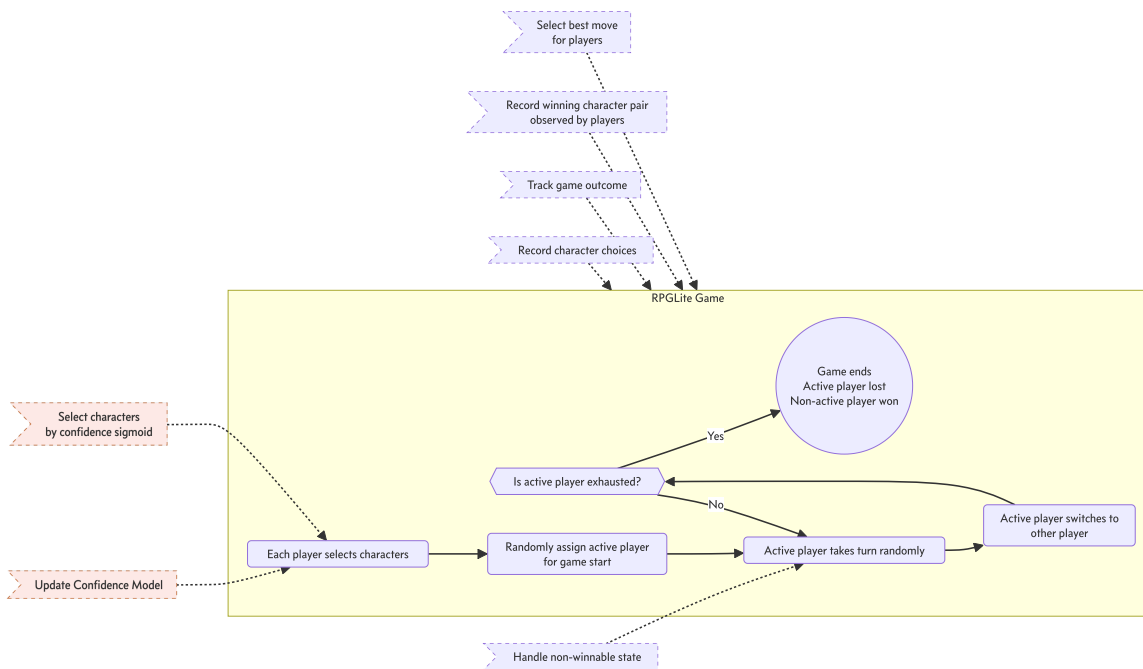 Select best move
for players
Record winning character pair
observed by players
Track game outcome
Record character choices
RPGLite Game
Game ends
Active player lost
Non-active player won
Select characters
by confidence sigmoid
Yes
Is active player exhausted?
No
Active player switches to
other player
Each player selects characters
Randomly assign active player
for game start
Active player takes turn randomly
Update Confidence Model
Handle non-winnable state